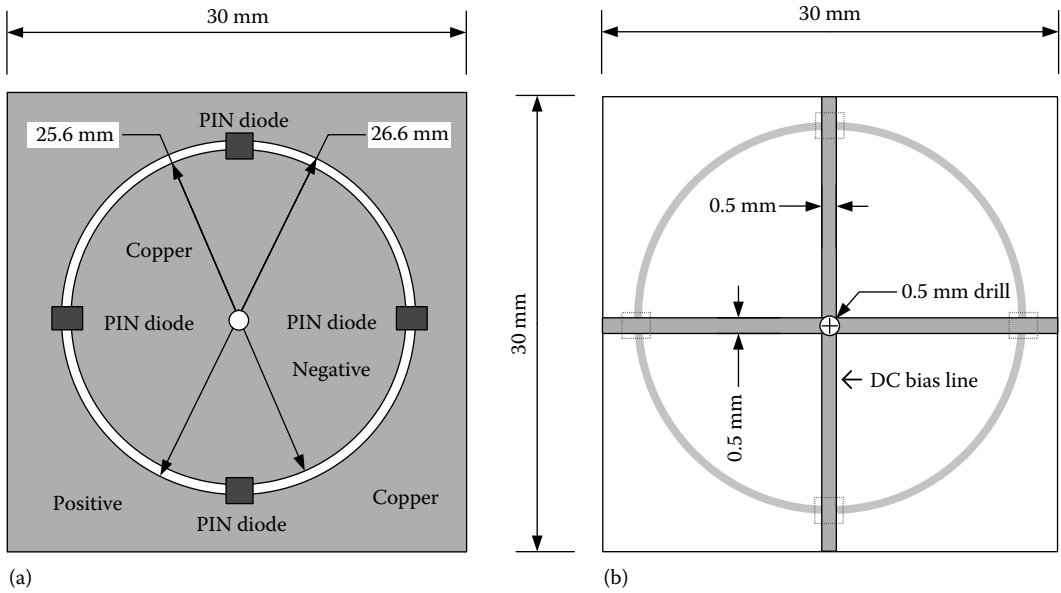 30 mm
30 mm
PIN diode
25.6 mm
26.6 mm
Copper
PIN diode
PIN diode
Negative
Positive
Copper
PIN diode
(a)
0.5 mm
0.5 mm drill
30 mm
DC bias line
0.5 mm
(b)